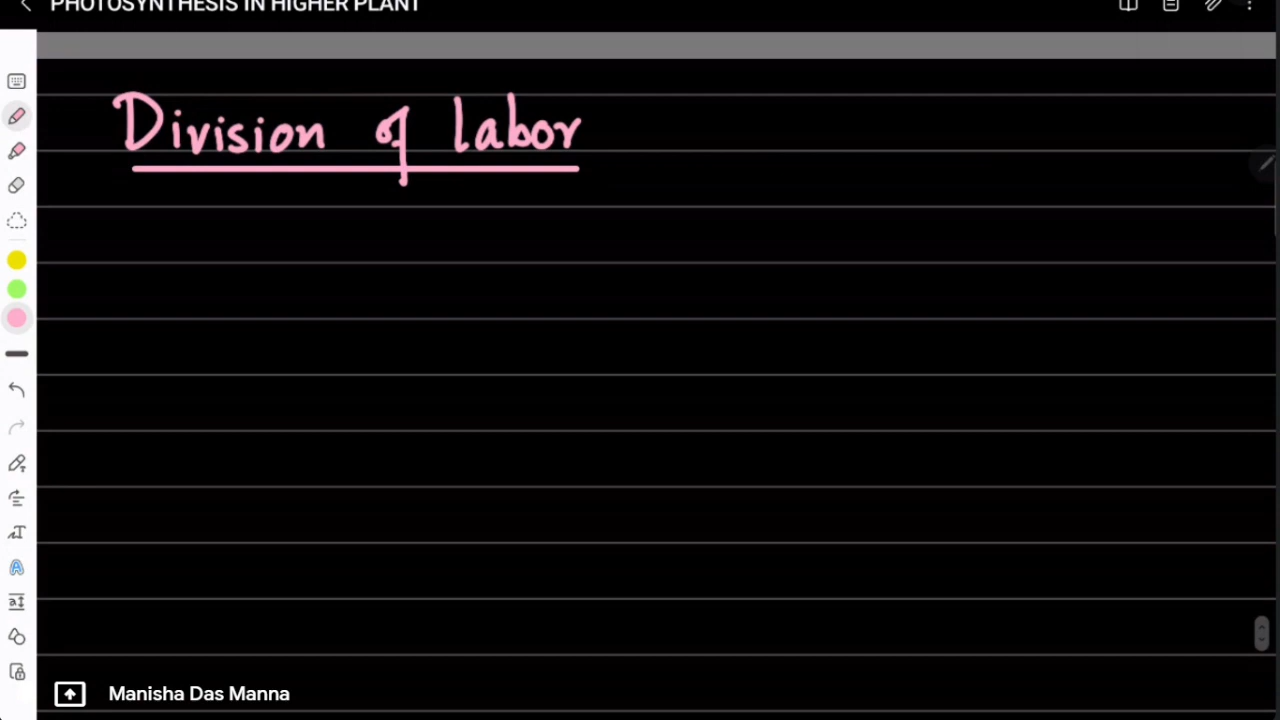 PHOTOSYNTHESIS IN HIGHER PLANT
Division of labor
Manisha Das Manna